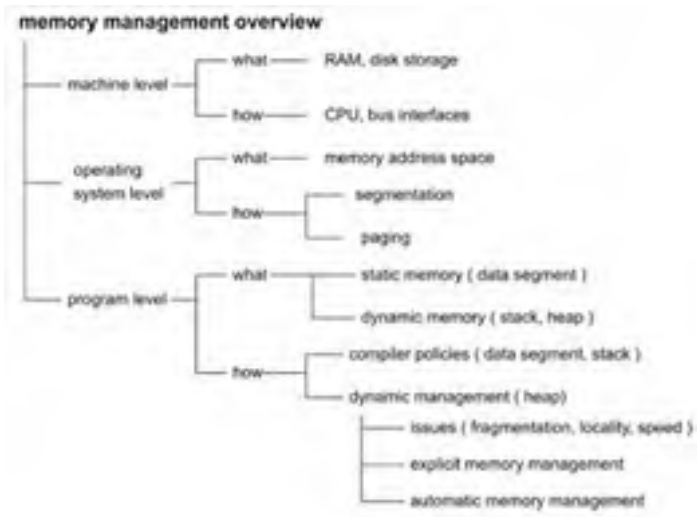 memory management overview
what
RAM, disk storage
machine level
how
CPU, bus interfaces
what
memory address space
operating
system level
how
segmentation
paging
what
static memory ( data segment )
program level
dynamic memory ( stack, heap )
compiler policies ( data segment, stack )
how
dynamic management ( heap)
issues ( fragmentation, locality, speed )
explicit memory management
automatic memory management